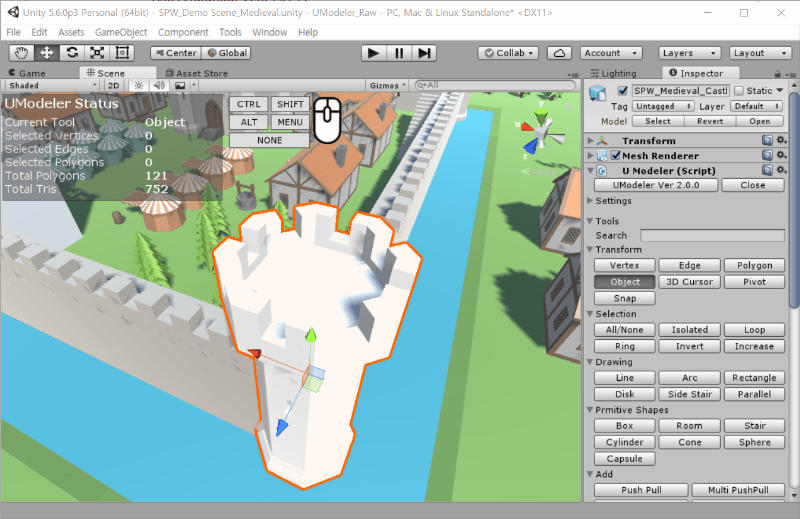 Unity 5.6.0p3 Personal (64bit) - SPW_Demo Scene_Medieval.unity - UModeler_Raw - PC, Mac & Linux Standalone* <DX11>
File Edit Assets GameObject Component Tools Window Help
Center Global Collab Account Layers Layout
Game Scene Asset Store Lighting Inspector
Shaded 2D Gizmos All
UModeler Status
Current Tool Object
Selected Vertices 0
Selected Edges 0
Selected Polygons 0
Total Polygons 121
Total Tris 752
CTRL SHIFT
ALT MENU
NONE
y
x
z
SPW_Medieval_Castl Static
Tag Untagged Layer Default
Model Select Revert Open
Transform
Mesh Renderer
U Modeler (Script)
UModeler Ver 2.0.0 Close
Settings
Tools
Search
Transform
Vertex Edge Polygon
Object 3D Cursor Pivot
Snap
Selection
All/None Isolated Loop
Ring Invert Increase
Drawing
Line Arc Rectangle
Disk Side Stair Parallel
Prmitive Shapes
Box Room Stair
Cylinder Cone Sphere
Capsule
Add
Push Pull Multi PushPull